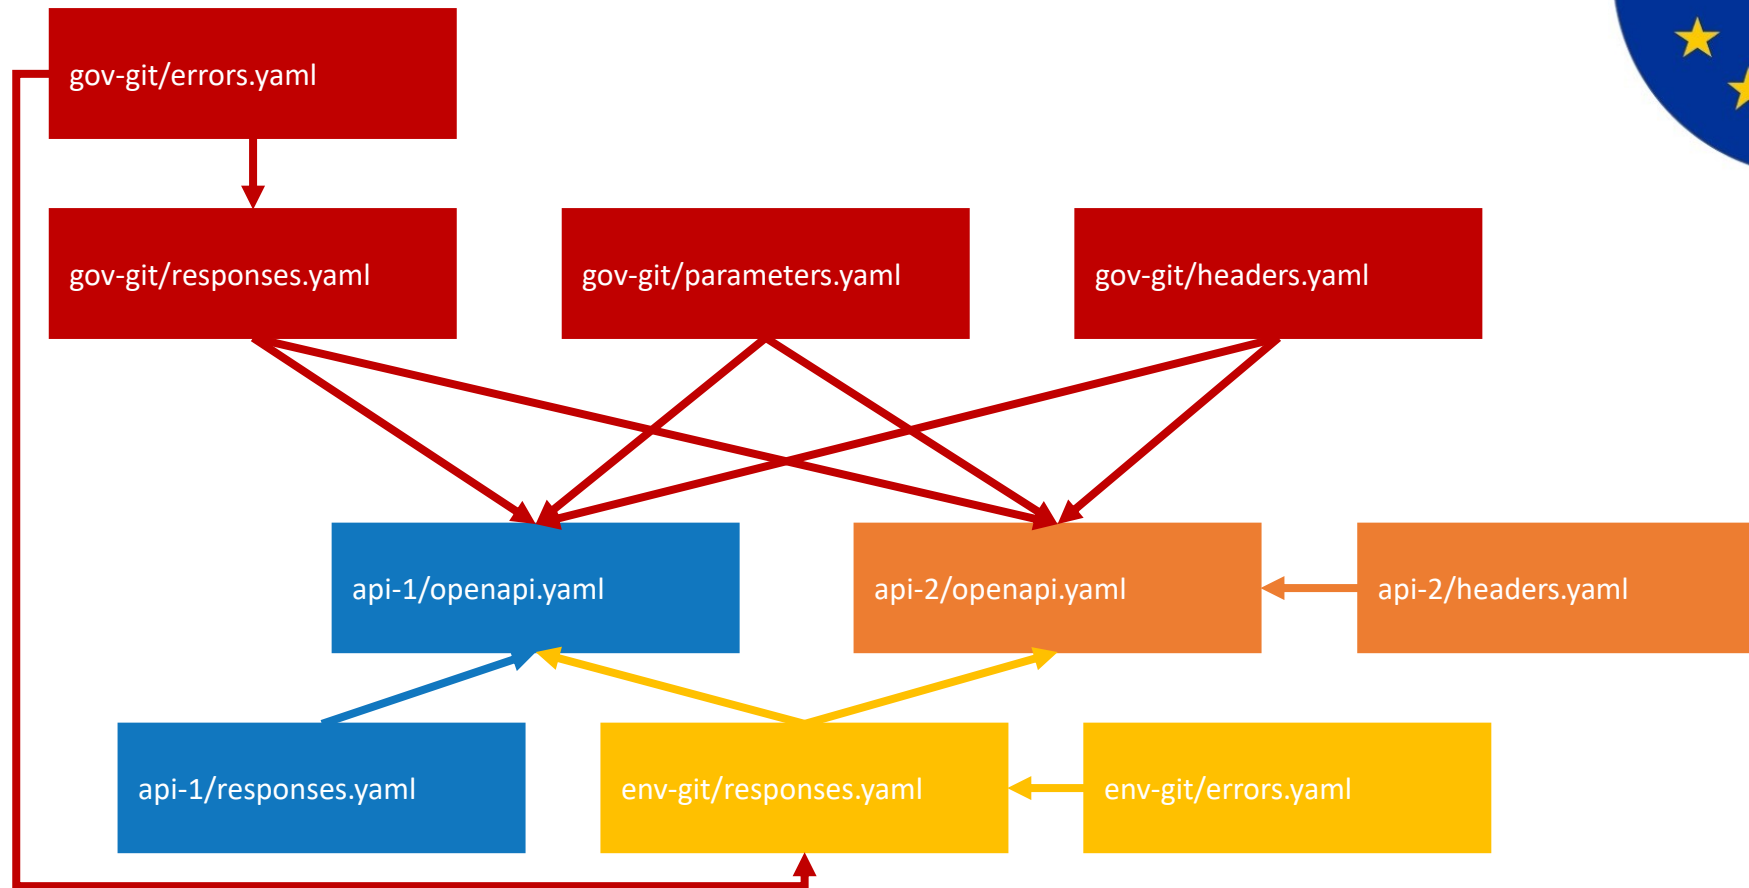 gov-git/errors.yaml
gov-git/responses.yaml
gov-git/parameters.yaml
gov-git/headers.yaml
api-1/openapi.yaml
api-2/openapi.yaml
api-2/headers.yaml
api-1/responses.yaml
env-git/responses.yaml
env-git/errors.yaml